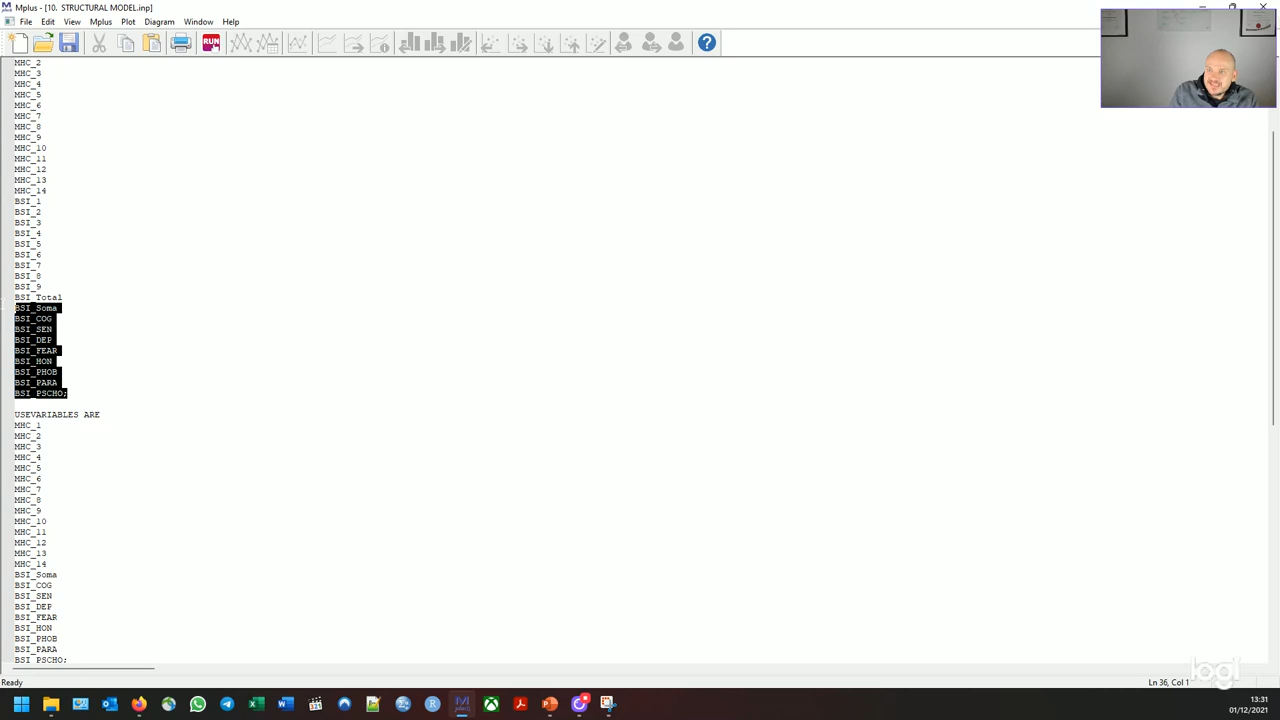 Mplus - [10. STRUCTURAL MODEL.inp]
File Edit View Mplus Plot Diagram Window Help
RUN
MHC_2
MHC_3
MHC_4
MHC_5
MHC_6
MHC_7
MHC_8
MHC_9
MHC_10
MHC_11
MHC_12
MHC_13
MHC_14
BSI_1
BSI_2
BSI_3
BSI_4
BSI_5
BSI_6
BSI_7
BSI_8
BSI_9
BSI_Total
BSI_Soma
BSI_COG
BSI_SEN
BSI_DEP
BSI_FEAR
BSI_HON
BSI_PHOB
BSI_PARA
BSI_PSCHO;
USEVARIABLES ARE
MHC_1
MHC_2
MHC_3
MHC_4
MHC_5
MHC_6
MHC_7
MHC_8
MHC_9
MHC_10
MHC_11
MHC_12
MHC_13
MHC_14
BSI_Soma
BSI_COG
BSI_SEN
BSI_DEP
BSI_FEAR
BSI_HON
BSI_PHOB
BSI_PARA
BSI_PSCHO;
logi
Ready
Ln 36, Col 1
13:31
01/12/2021